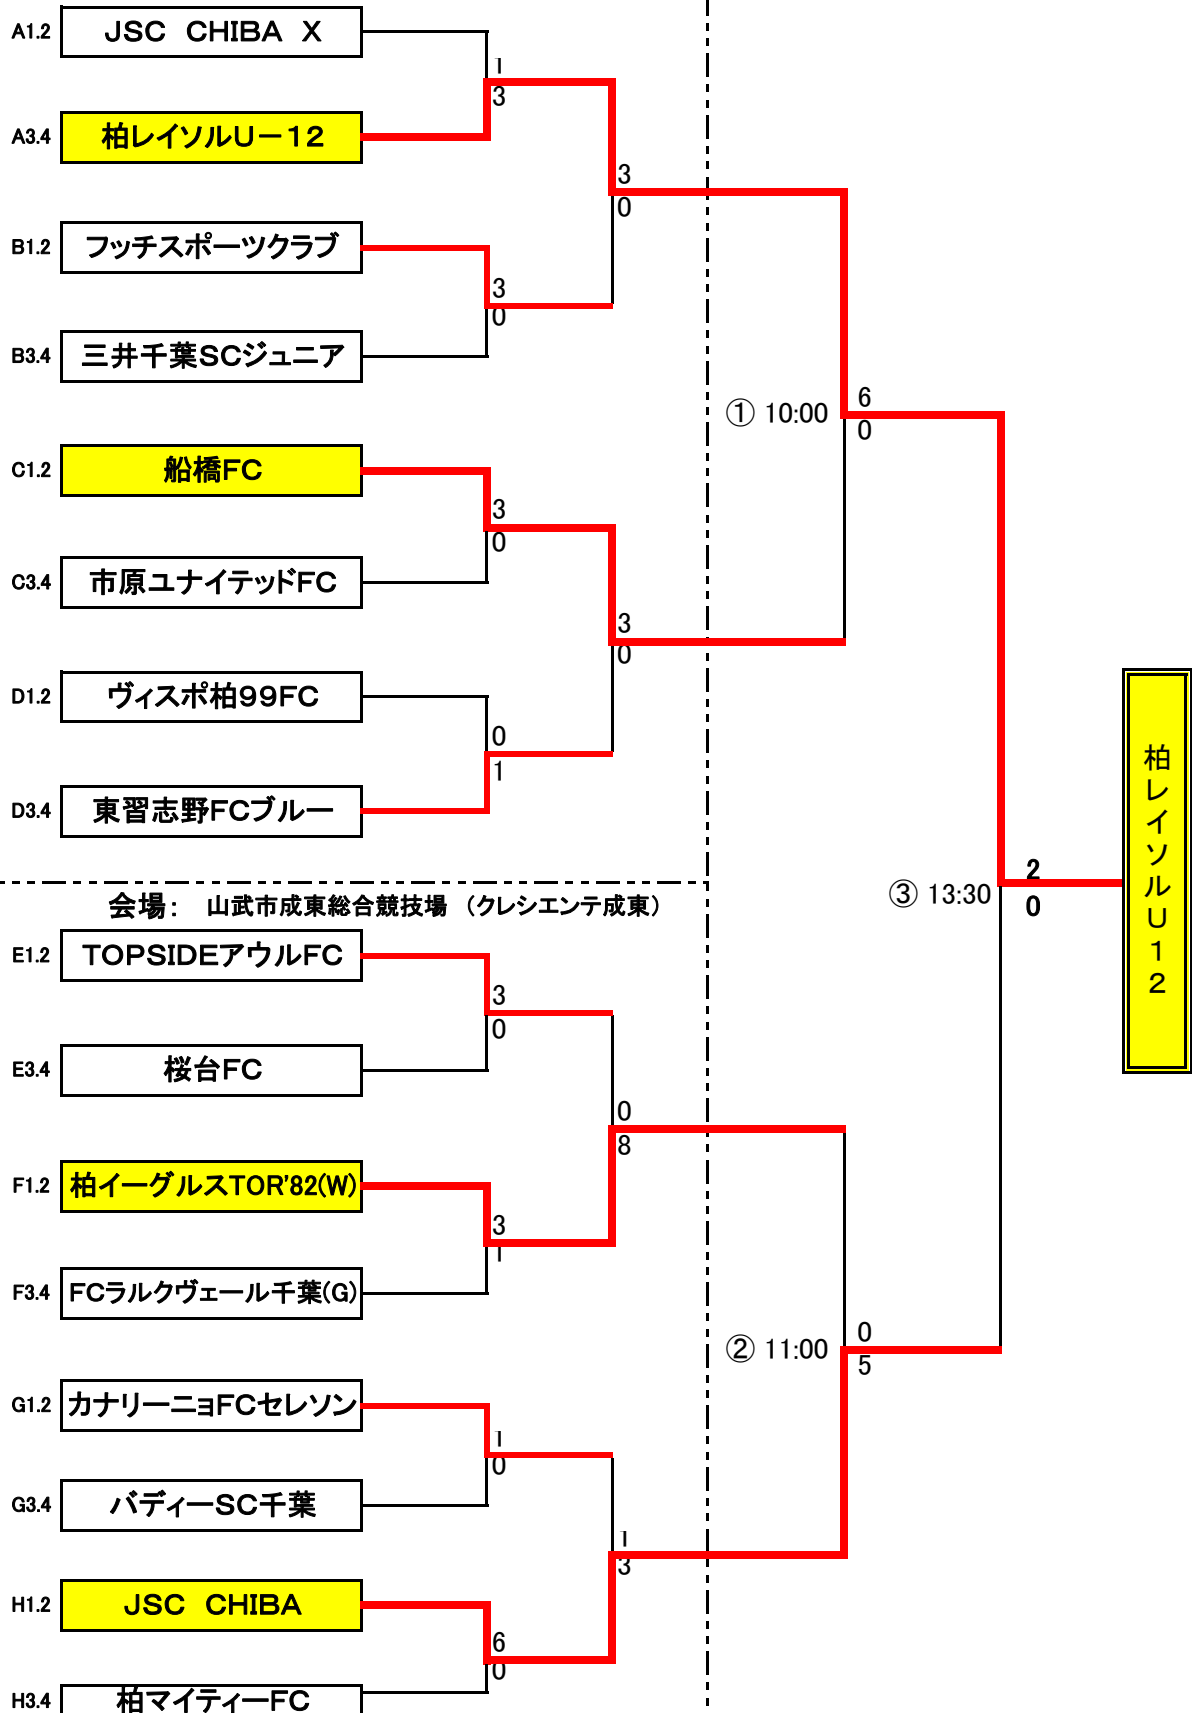 A1.2 JSC CHIBA X
1
3
A3.4 柏レイソルU－12
3
0
B1.2 フッチスポーツクラブ
3
0
B3.4 三井千葉SCジュニア
① 10:00
6
0
C1.2 船橋FC
3
0
C3.4 市原ユナイテッドFC
3
0
D1.2 ヴィスポ柏99FC
0
1
D3.4 東習志野FCブルー
柏レイソルU12
③ 13:30
2
0
会場： 山武市成東総合競技場 （クレシエンテ成東）
E1.2 TOPSIDEアウルFC
3
0
E3.4 桜台FC
0
8
F1.2 柏イーグルスTOR'82(W)
3
1
F3.4 FCラルクヴェール千葉(G)
② 11:00
0
5
G1.2 カナリーニョFCセレソン
1
0
G3.4 バディーSC千葉
1
3
H1.2 JSC CHIBA
6
0
H3.4 柏マイティーFC